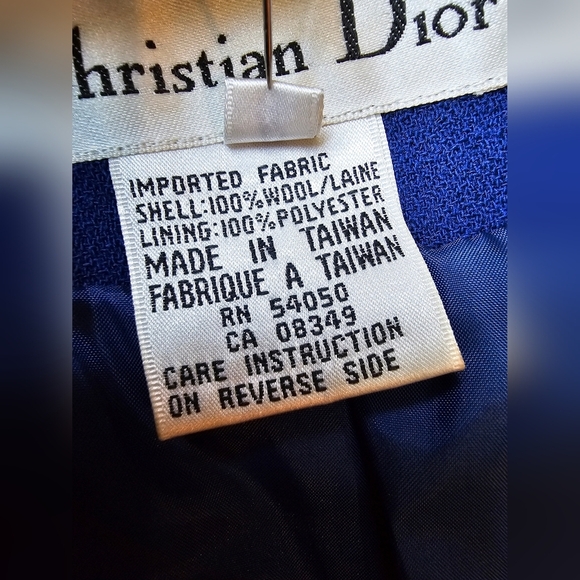 hristian Dior
IMPORTED FABRIC
SHELL:100%WOOL/LAINE
LINING:100%POLYESTER
MADE IN TAIWAN
FABRIQUE A TAIWAN
RN 54050
CA 08349
CARE INSTRUCTION
ON REVERSE SIDE